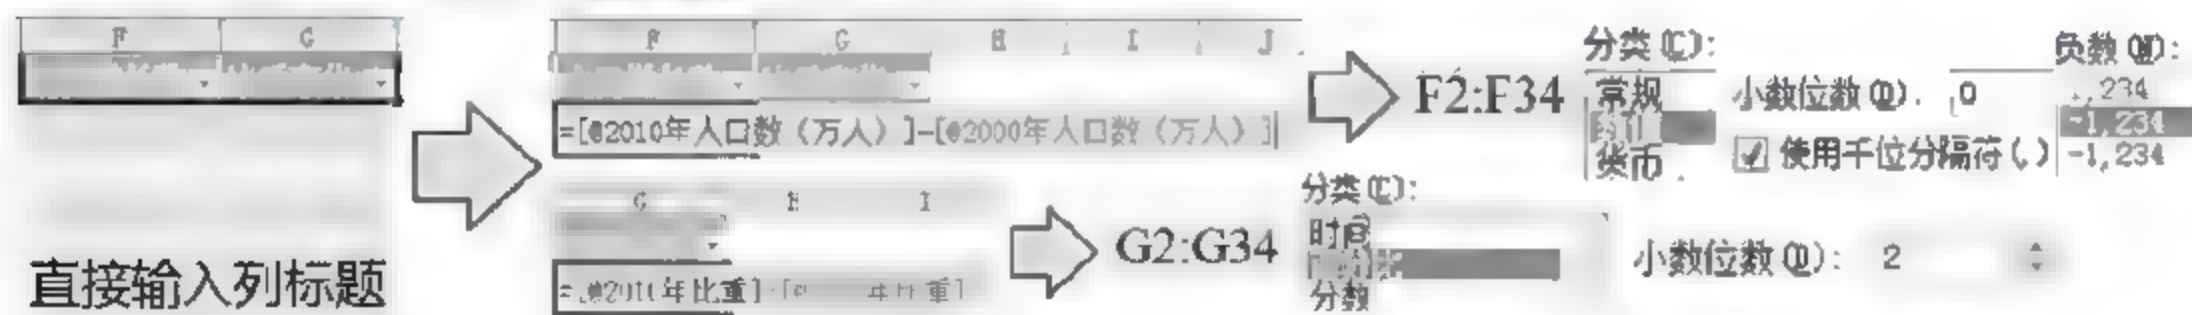 F G
直接输入列标题
F G H I J
=[@2010年人口数（万人）]-[@2000年人口数（万人）]
G H I
年比重]
F2:F34
分类(C):
常规
货币
小数位数(D): 0
使用千位分隔符(,)
负数(N):
-1,234
-1,234
G2:G34
分类(C):
时间
分数
小数位数(D): 2